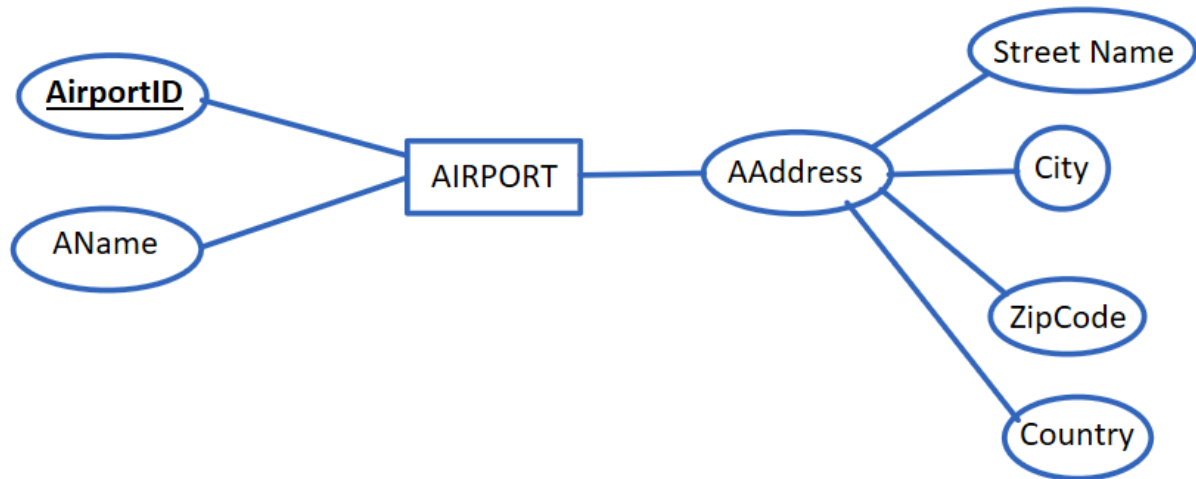 Street Name
AirportID
City
AIRPORT
AAddress
AName
ZipCode
Country